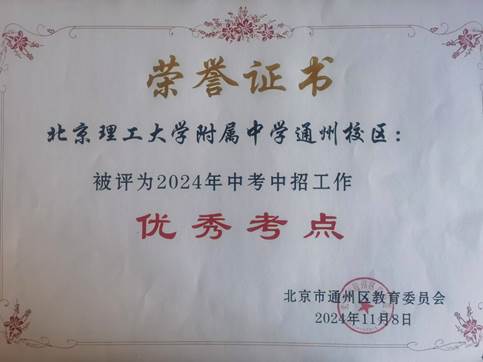 荣誉证书
北京理工大学附属中学通州校区：
被评为2024年中考中招工作
优秀考点
北京市通州区教育委员会
2024年11月8日